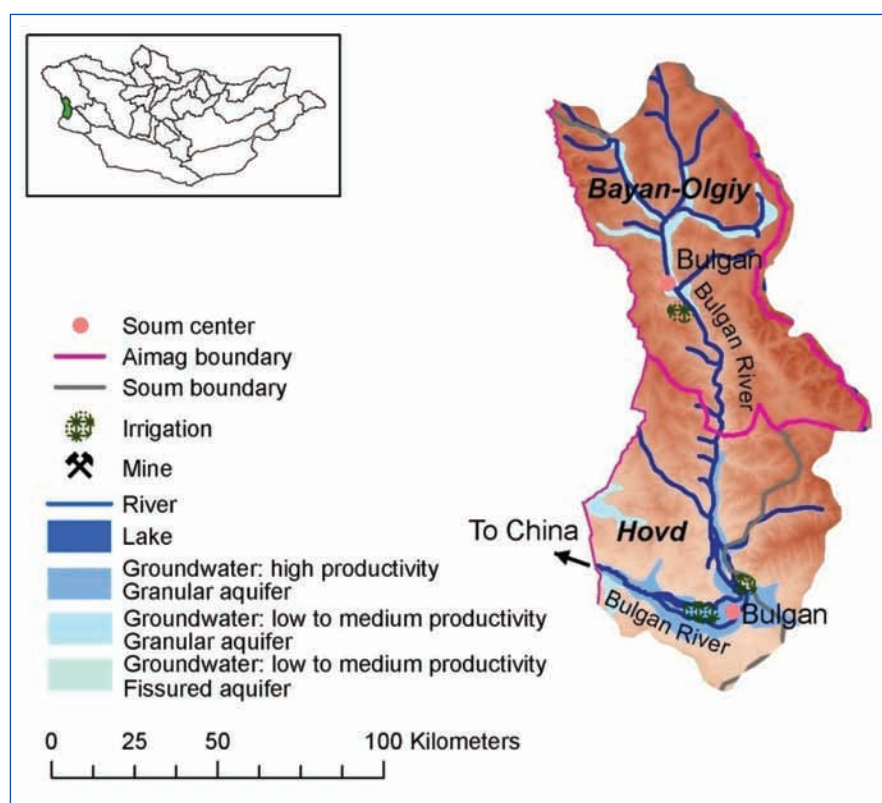 Bayan-Olgiy
Bulgan
Bulgan River
Soum center
Aimag boundary
Soum boundary
Irrigation
Mine
River
Lake
Groundwater: high productivity
Granular aquifer
Groundwater: low to medium productivity
Granular aquifer
Groundwater: low to medium productivity
Fissured aquifer
Hovd
To China
Bulgan
Bulgan River
0 25 50 100 Kilometers